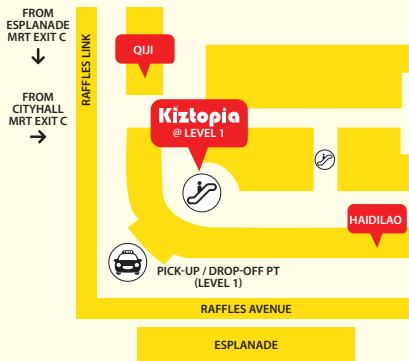 FROM
ESPLANADE
MRT EXIT C
FROM
CITYHALL
MRT EXIT C
RAFFLES LINK
QIJI
Kiztopia
@ LEVEL 1
HAIDILAO
PICK-UP / DROP-OFF PT
(LEVEL 1)
RAFFLES AVENUE
ESPLANADE